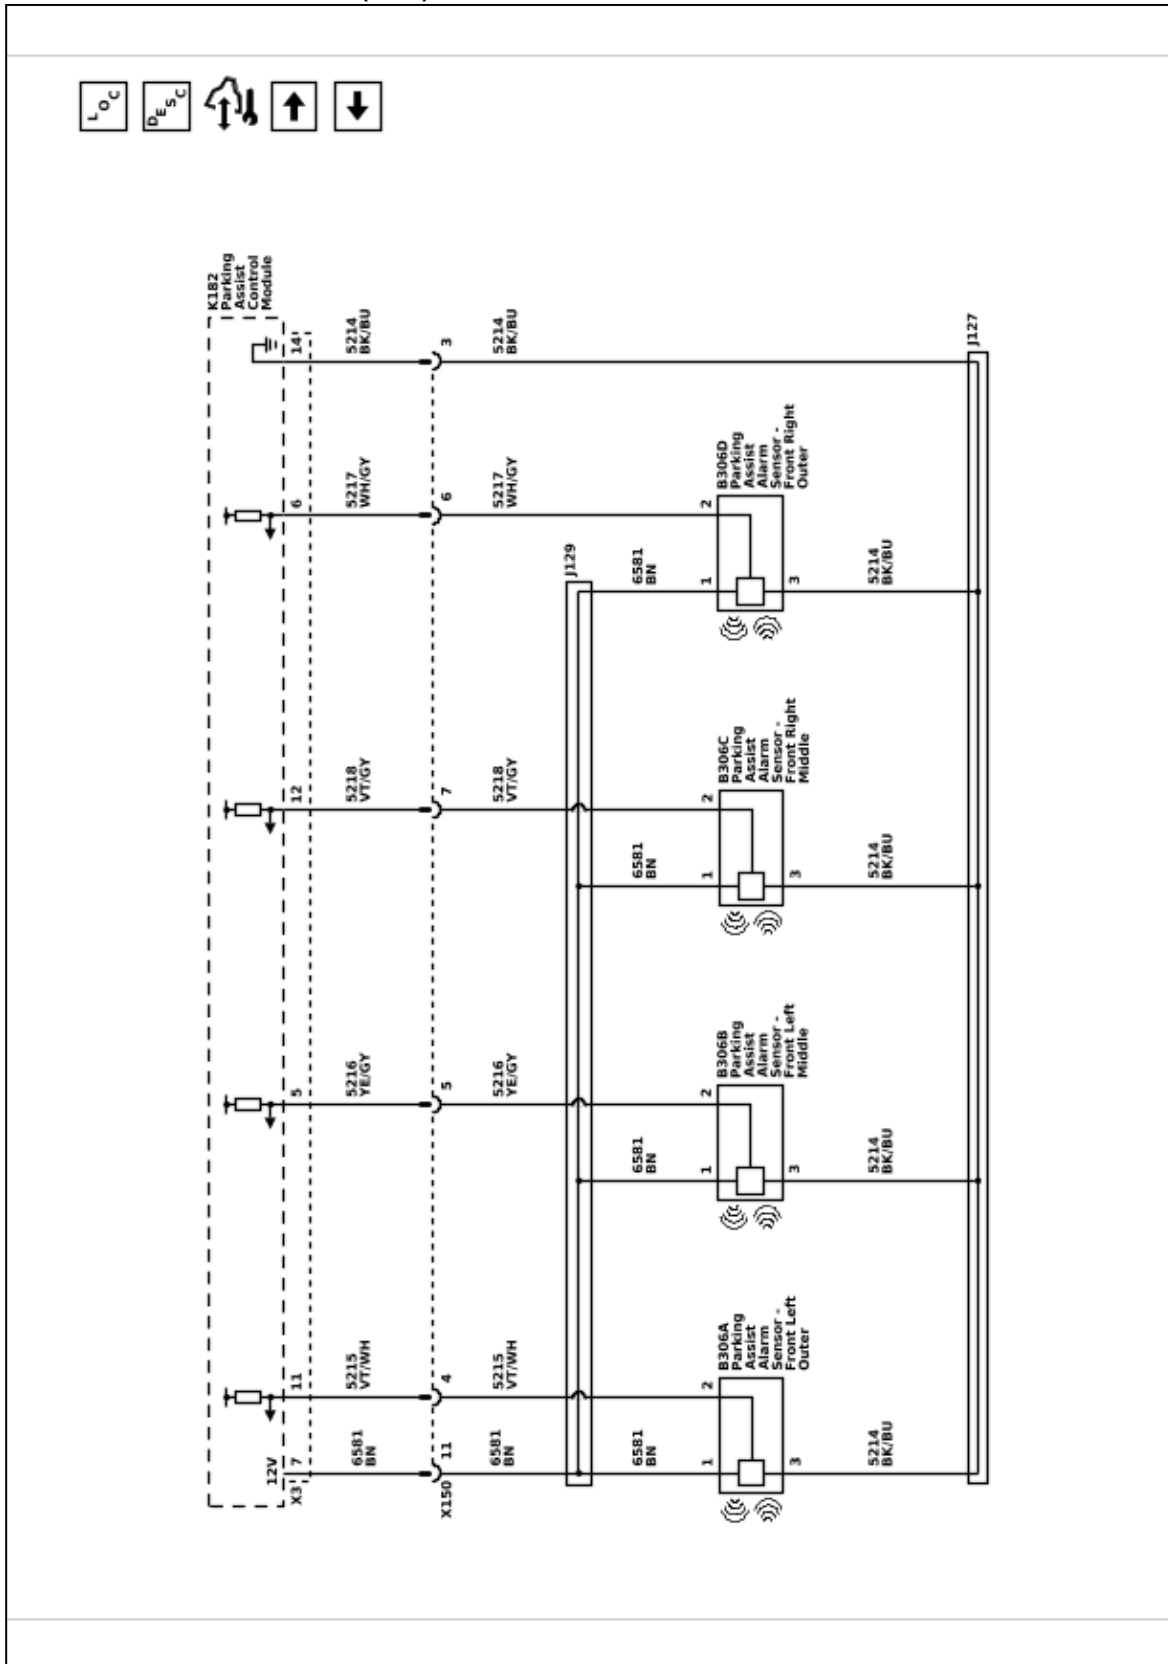 LOC
DESC
K182
Parking
Assist
Control
Module
12V
X3
7
11
5
12
6
14
6581
BN
5215
VT/WH
5216
YE/GY
5218
VT/GY
5217
WH/GY
5214
BK/BU
X150
11
4
5
7
6
3
6581
BN
5215
VT/WH
5216
YE/GY
5218
VT/GY
5217
WH/GY
5214
BK/BU
J129
6581
BN
6581
BN
6581
BN
6581
BN
1
2
B306A
Parking
Assist
Alarm
Sensor -
Front Left
Outer
3
1
2
B306B
Parking
Assist
Alarm
Sensor -
Front Left
Middle
3
1
2
B306C
Parking
Assist
Alarm
Sensor -
Front Right
Middle
3
1
2
B306D
Parking
Assist
Alarm
Sensor -
Front Right
Outer
3
5214
BK/BU
5214
BK/BU
5214
BK/BU
5214
BK/BU
J127